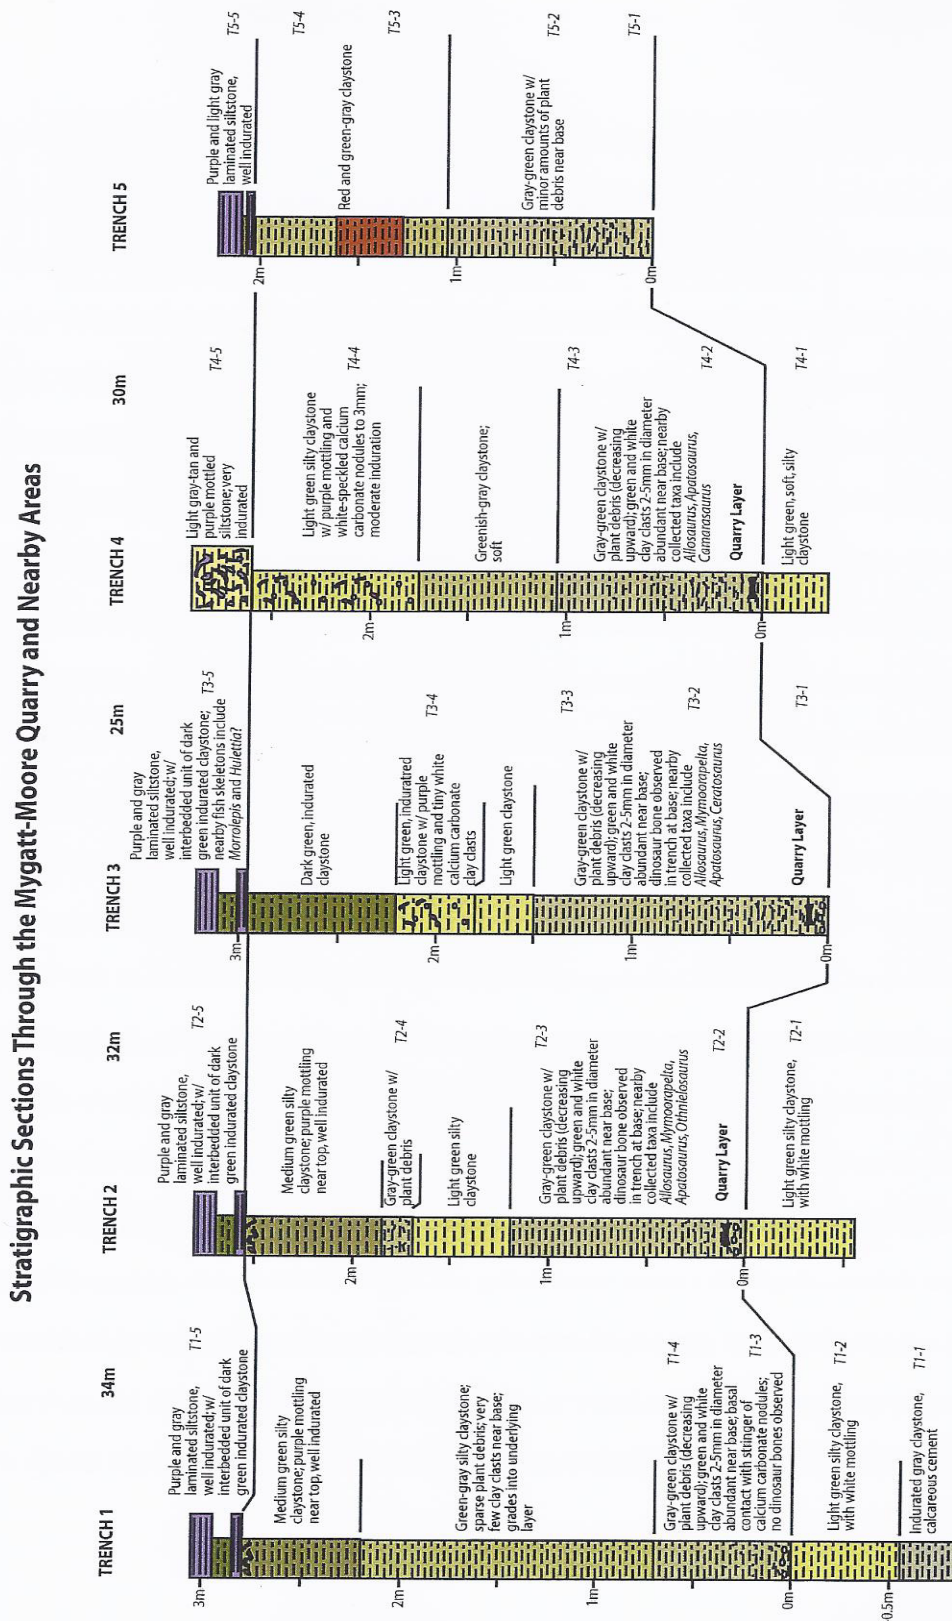 Stratigraphic Sections Through the Mygatt-Moore Quarry and Nearby Areas
TRENCH 1
34m
TRENCH 2
32m
TRENCH 3
25m
TRENCH 4
30m
TRENCH 5
3m
2m
1m
0m
-0.5m
Purple and gray
laminated siltstone,
well indurated; w/
interbedded unit of dark
green indurated claystone
T1-5
Medium green silty
claystone; purple mottling
near top, well indurated
Green-gray silty claystone;
sparse plant debris; very
few clay clasts near base;
grades into underlying
layer
T1-4
Gray-green claystone w/
plant debris (decreasing
upward); green and white
clay clasts 2-5mm in diameter
abundant near base; basal
contact with stringer of
calcium carbonate nodules;
no dinosaur bones observed
T1-3
Light green silty claystone,
with white mottling
T1-2
Indurated gray claystone,
calcareous cement
T1-1
2m
1m
0m
Purple and gray
laminated siltstone,
well indurated; w/
interbedded unit of dark
green indurated claystone
T2-5
Medium green silty
claystone; purple mottling
near top, well indurated
Gray-green claystone w/
plant debris
T2-4
Light green silty
claystone
T2-3
Gray-green claystone w/
plant debris (decreasing
upward); green and white
clay clasts 2-5mm in diameter
abundant near base;
dinosaur bone observed
in trench at base; nearby
collected taxa include
Allosaurus, Mymoorapelta,
Apatosaurus, Othnielosaurus
T2-2
Quarry Layer
Light green silty claystone,
with white mottling
T2-1
3m
2m
1m
0m
Purple and gray
laminated siltstone,
well indurated; w/
interbedded unit of dark
green indurated claystone;
nearby fish skeletons include
Morrolepis and Hulettia?
T3-5
Dark green, indurated
claystone
Light green, induratred
claystone w/ purple
mottling and tiny white
calcium carbonate
clay clasts
T3-4
Light green claystone
T3-3
Gray-green claystone w/
plant debris (decreasing
upward); green and white
clay clasts 2-5mm in diameter
abundant near base;
dinosaur bone observed
in trench at base; nearby
collected taxa include
Allosaurus, Mymoorapelta,
Apatosaurus, Ceratosaurus
T3-2
Quarry Layer
T3-1
2m
1m
0m
Light gray-tan and
purple mottled
siltstone; very
indurated
T4-5
Light green silty claystone
w/ purple mottling and
white-speckled calcium
carbonate nodules to 3mm;
moderate induration
T4-4
Greenish-gray claystone;
soft
T4-3
Gray-green claystone w/
plant debris (decreasing
upward); green and white
clay clasts 2-5mm in diameter
abundant near base; nearby
collected taxa include
Allosaurus, Apatosaurus,
Camarasaurus
T4-2
Quarry Layer
Light green, soft, silty
claystone
T4-1
2m
1m
0m
Purple and light gray
laminated siltstone,
well indurated
T5-5
T5-4
Red and green-gray claystone
T5-3
Gray-green claystone w/
minor amounts of plant
debris near base
T5-2
T5-1